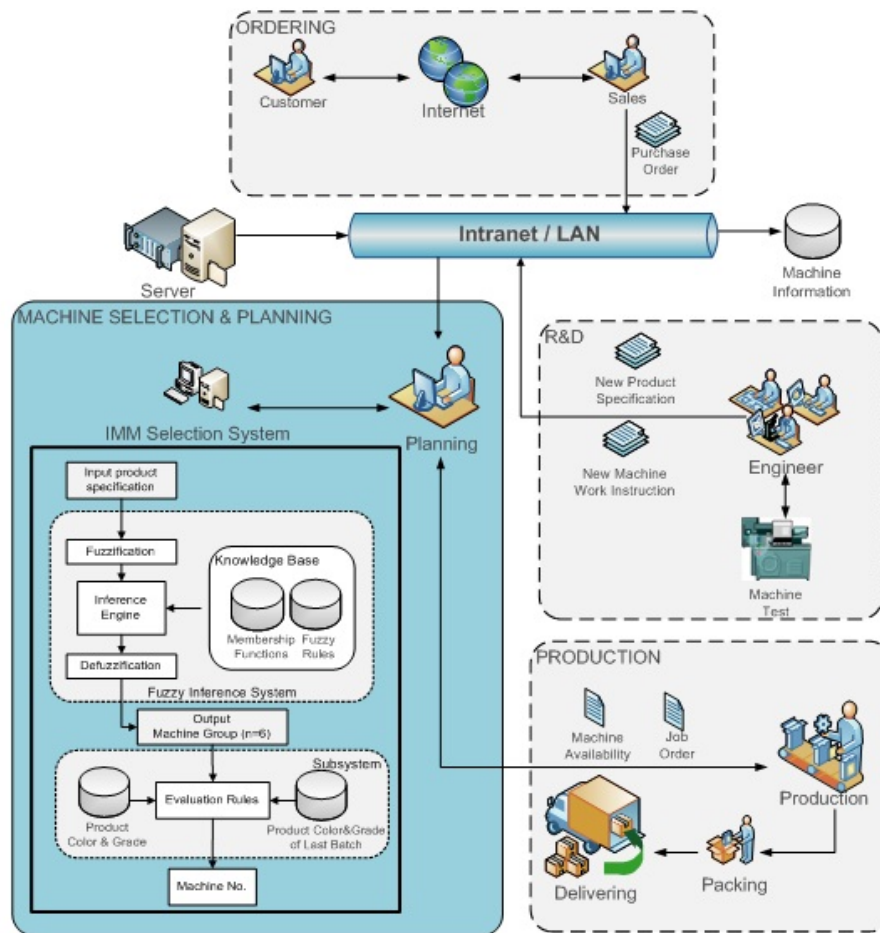 ORDERING
Customer
Internet
Sales
Purchase
Order
Intranet / LAN
Server
Machine
Information
MACHINE SELECTION & PLANNING
IMM Selection System
Planning
Input product
specification
Fuzzification
Inference
Engine
Defuzzification
Knowledge Base
Membership
Functions
Fuzzy
Rules
Fuzzy Inference System
Output
Machine Group (n=6)
Subsystem
Product
Color & Grade
Evaluation Rules
Product Color&Grade
of Last Batch
Machine No.
R&D
New Product
Specification
New Machine
Work Instruction
Engineer
Machine
Test
PRODUCTION
Machine
Availability
Job
Order
Production
Delivering
Packing